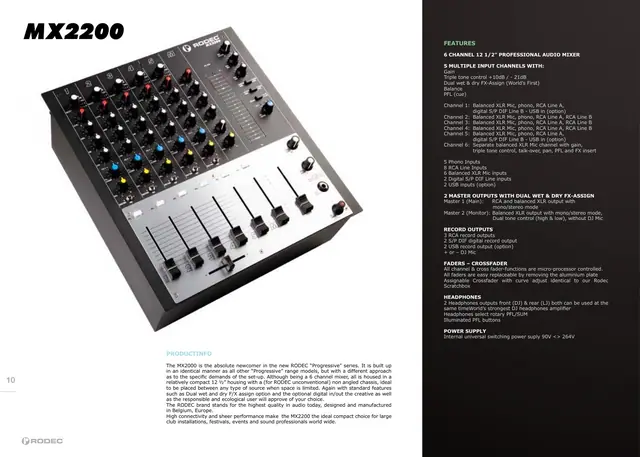 MX2200
RODEC
1 2 3 4 5 6
PRODUCTINFO
The MX2000 is the absolute newcomer in the new RODEC "Progressive" series. It is built up
in an identical manner as all other "Progressive" range models, but with a different approach
as to the specific demands of the set-up. Although being a 6 channel mixer, all is housed in a
relatively compact 12 ½" housing with a (for RODEC unconventional) non angled chassis, ideal
to be placed between any type of source when space is limited. Again with standard features
such as Dual wet and dry F/X assign option and the optional digital in/out the creative as well
as the responsible and ecological user will approve of your choice.
The RODEC brand stands for the highest quality in audio today, designed and manufactured
in Belgium, Europe.
High connectivity and sheer performance make the MX2200 the ideal compact choice for large
club installations, festivals, events and sound professionals world wide.
10
RODEC
FEATURES
6 CHANNEL 12 1/2" PROFESSIONAL AUDIO MIXER
5 MULTIPLE INPUT CHANNELS WITH:
Gain
Triple tone control +10dB / - 21dB
Dual wet & dry FX-Assign (World's First)
Balance
PFL (cue)
Channel 1: Balanced XLR Mic, phono, RCA Line A,
digital S/P DIF Line B - USB in (option)
Channel 2: Balanced XLR Mic, phono, RCA Line A, RCA Line B
Channel 3: Balanced XLR Mic, phono, RCA Line A, RCA Line B
Channel 4: Balanced XLR Mic, phono, RCA Line A, RCA Line B
Channel 5: Balanced XLR Mic, phono, RCA Line A,
digital S/P DIF Line B - USB in (option)
Channel 6: Separate balanced XLR Mic channel with gain,
triple tone control, talk-over, pan, PFL and FX insert
5 Phono Inputs
8 RCA Line Inputs
6 Balanced XLR Mic inputs
2 Digital S/P DIF Line inputs
2 USB inputs (option)
2 MASTER OUTPUTS WITH DUAL WET & DRY FX-ASSIGN
Master 1 (Main): RCA and balanced XLR output with
mono/stereo mode
Master 2 (Monitor): Balanced XLR output with mono/stereo mode,
Dual tone control (high & low), without DJ Mic
RECORD OUTPUTS
3 RCA record outputs
2 S/P DIF digital record output
2 USB record output (option)
+ or – DJ Mic
FADERS – CROSSFADER
All channel & cross fader-functions are micro-processor controlled.
All faders are easy replaceable by removing the aluminium plate
Assignable Crossfader with curve adjust identical to our Rodec
Scratchbox
HEADPHONES
2 Headphones outputs front (DJ) & rear (LJ) both can be used at the
same timeWorld's strongest DJ headphones amplifier
Headphones select rotary PFL/SUM
Illuminated PFL buttons
POWER SUPPLY
Internal universal switching power suply 90V <> 264V